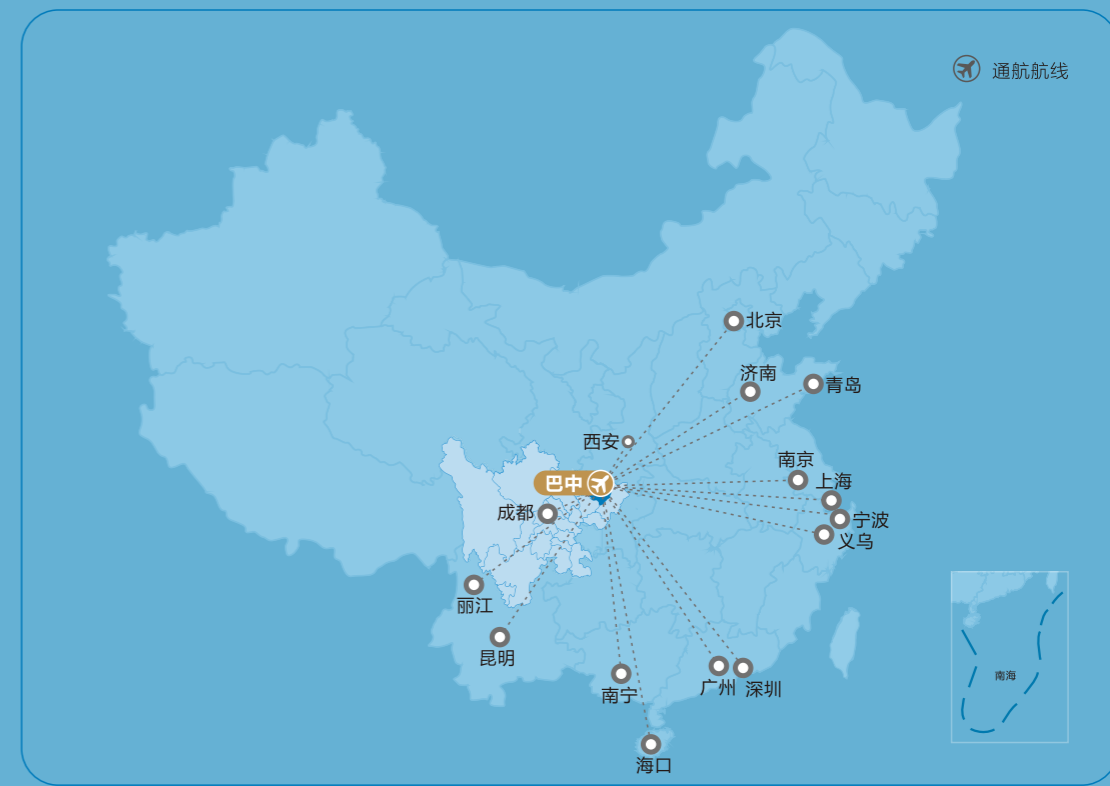 通航航线
北京
济南
青岛
西安
南京
巴中
上海
成都
宁波
义乌
丽江
昆明
南海
南宁
广州
深圳
海口